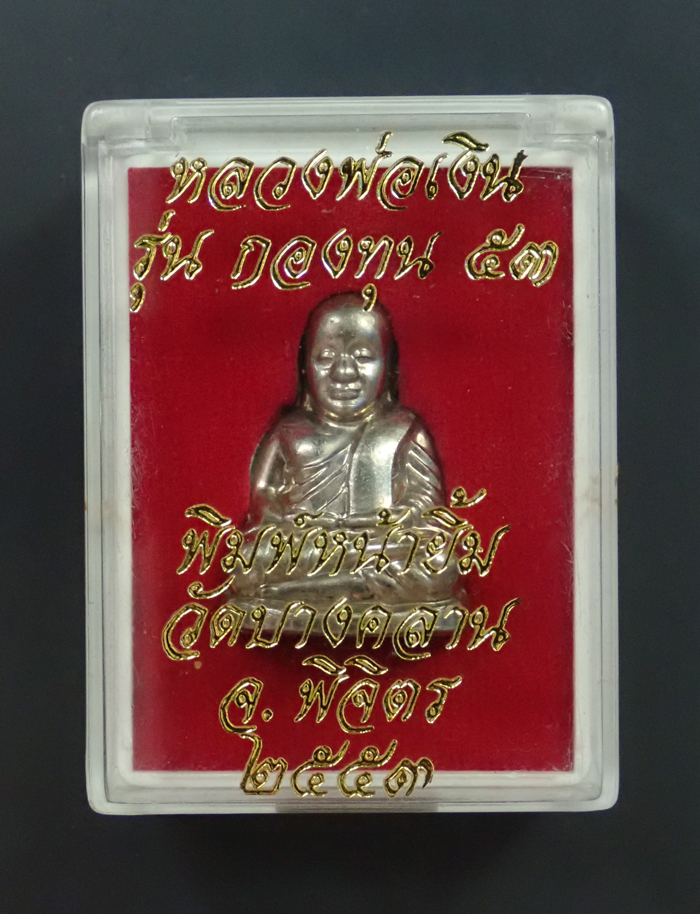 หลวงพ่อเงิน
รุ่น กองทุน ๕๓
พิมพ์หน้ายิ้ม
วัดบางคลาน
จ. พิจิตร
๒๕๕๓